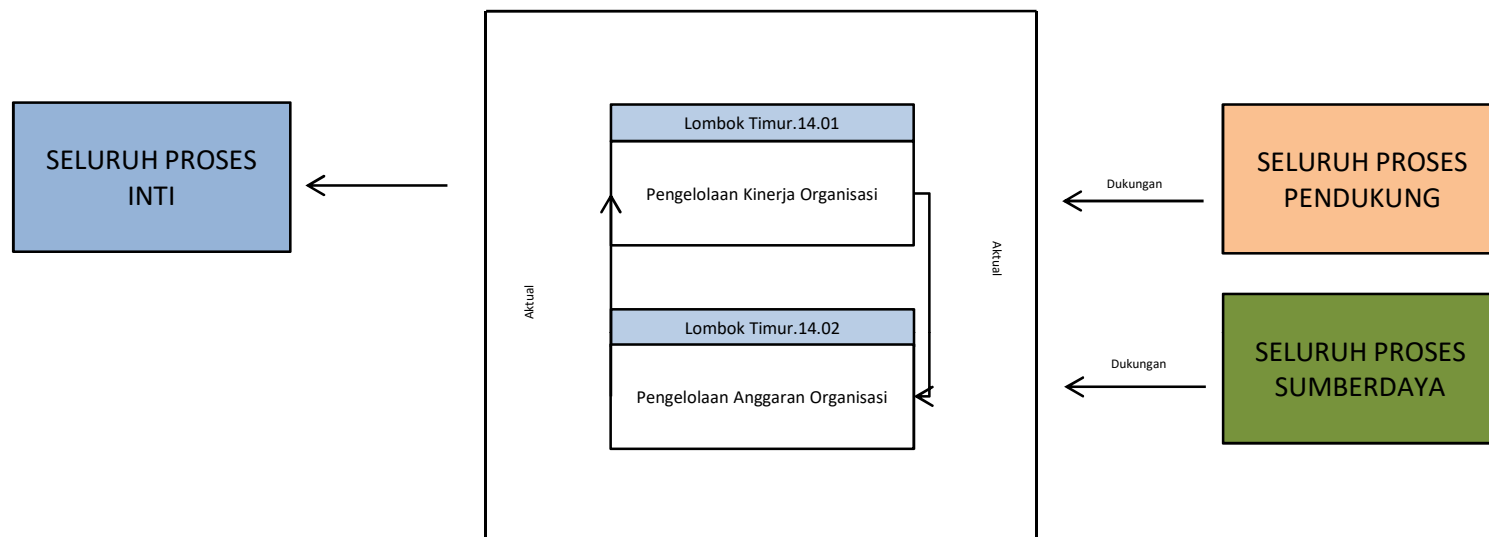 SELURUH PROSES
INTI
Lombok Timur.14.01
Pengelolaan Kinerja Organisasi
Aktual
Aktual
Lombok Timur.14.02
Pengelolaan Anggaran Organisasi
Dukungan
SELURUH PROSES
PENDUKUNG
Dukungan
SELURUH PROSES
SUMBERDAYA